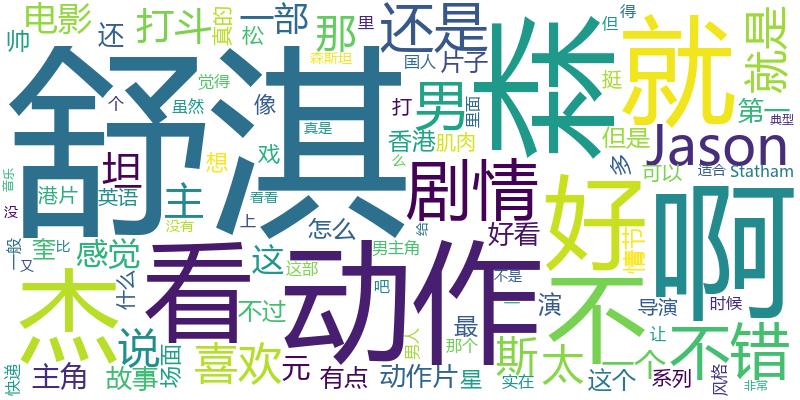 快 电影 打斗 真的 一部 那 还是 就 但 得
帅 还 松 里 森斯坦 国人 片子 挺 就是
舒淇 觉得 个 虽然 像 打 男 里面 森 第一 典型
真是 香港 肌肉 但是 多 Jason
音乐 港片 英语 坦 主 想 戏 么 剧情 可以 适合 Statham
没 看看 没有 上 怎么 给 好看 好 情节 啊
一般 又 奎 比 感觉 这 这部 男主角 不是
杰 什么 看 动作 吧 一 演 不 导演 时候
说 不过 那个 最 让
快递 主角 故事 场面 喜欢 元 有点 男人 动作片 星 斯 实在 太 一个 这个 不错 系列 风格 非常